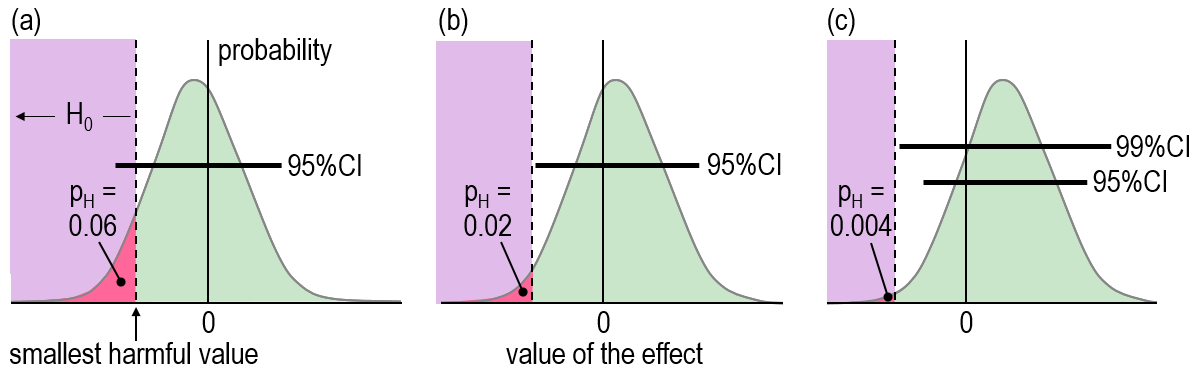 (a)
probability
H0
95%CI
pH =
0.06
0
smallest harmful value
(b)
95%CI
pH =
0.02
0
value of the effect
(c)
99%CI
95%CI
pH =
0.004
0